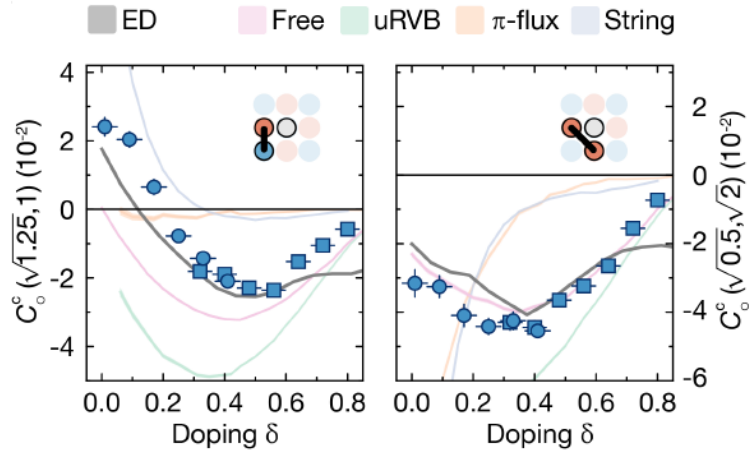 ED Free uRVB π-flux String
C_o^c (√1.25,1) (10^-2)
4
2
0
-2
-4
0.0 0.2 0.4 0.6 0.8
Doping δ
0.0 0.2 0.4 0.6 0.8
Doping δ
2
0
-2
-4
-6
C_o^c (√0.5,√2) (10^-2)